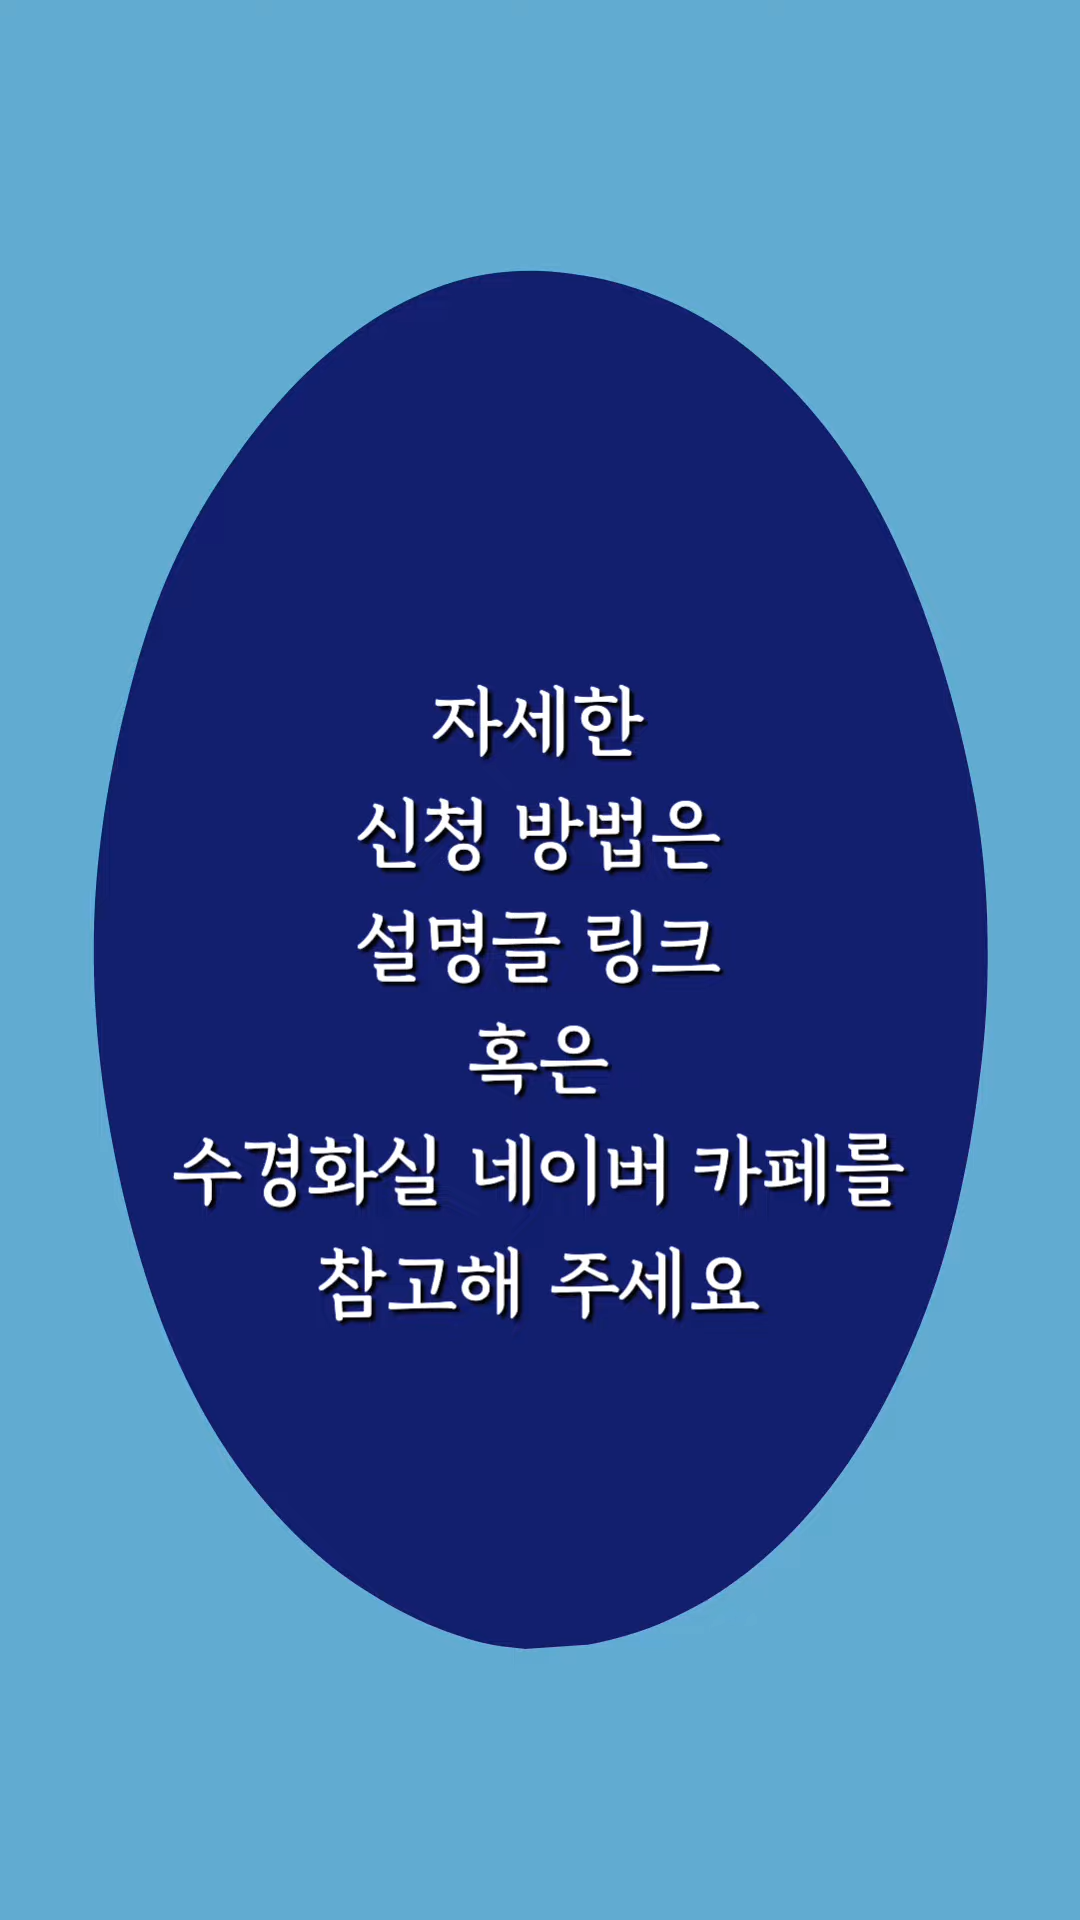 자세한
신청 방법은
설명글 링크
혹은
수경화실 네이버 카페를
참고해 주세요